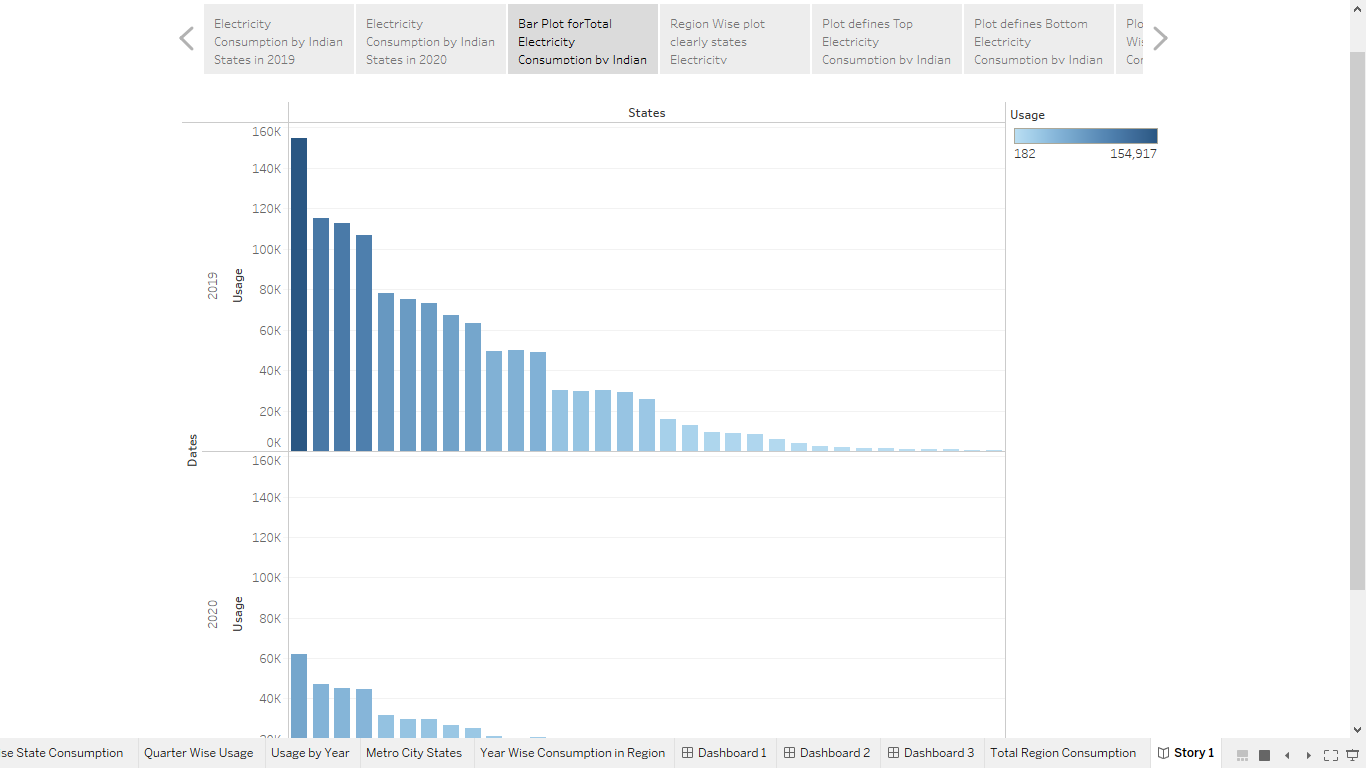 Electricity
Consumption by Indian
States in 2019
Electricity
Consumption by Indian
States in 2020
Bar Plot forTotal
Electricity
Consumption by Indian
Region Wise plot
clearly states
Electricity
Plot defines Top
Electricity
Consumption by Indian
Plot defines Bottom
Electricity
Consumption by Indian
States
Usage
182 154,917
Dates
2019
Usage
160K
140K
120K
100K
80K
60K
40K
20K
0K
2020
Usage
160K
140K
120K
100K
80K
60K
40K
20K
se State Consumption Quarter Wise Usage Usage by Year Metro City States Year Wise Consumption in Region Dashboard 1 Dashboard 2 Dashboard 3 Total Region Consumption Story 1